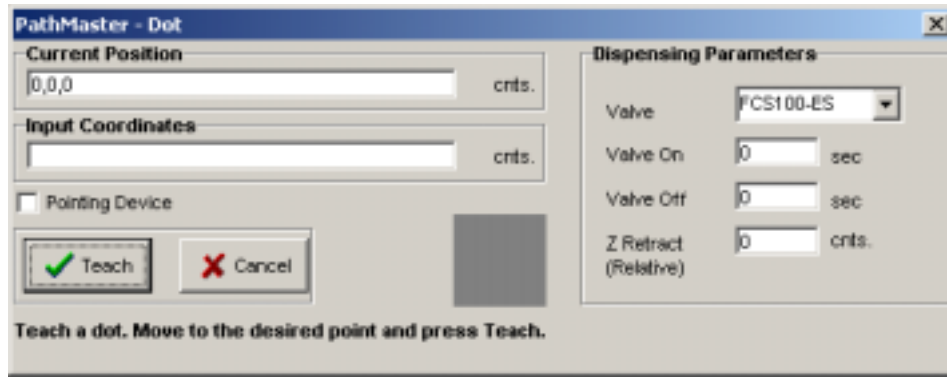 PathMaster - Dot
Current Position
0,0,0 cnts.
Input Coordinates
cnts.
Pointing Device
Teach Cancel
Teach a dot. Move to the desired point and press Teach.
Dispensing Parameters
Valve FCS100-ES
Valve On 0 sec
Valve Off 0 sec
Z Retract 0 cnts.
(Relative)